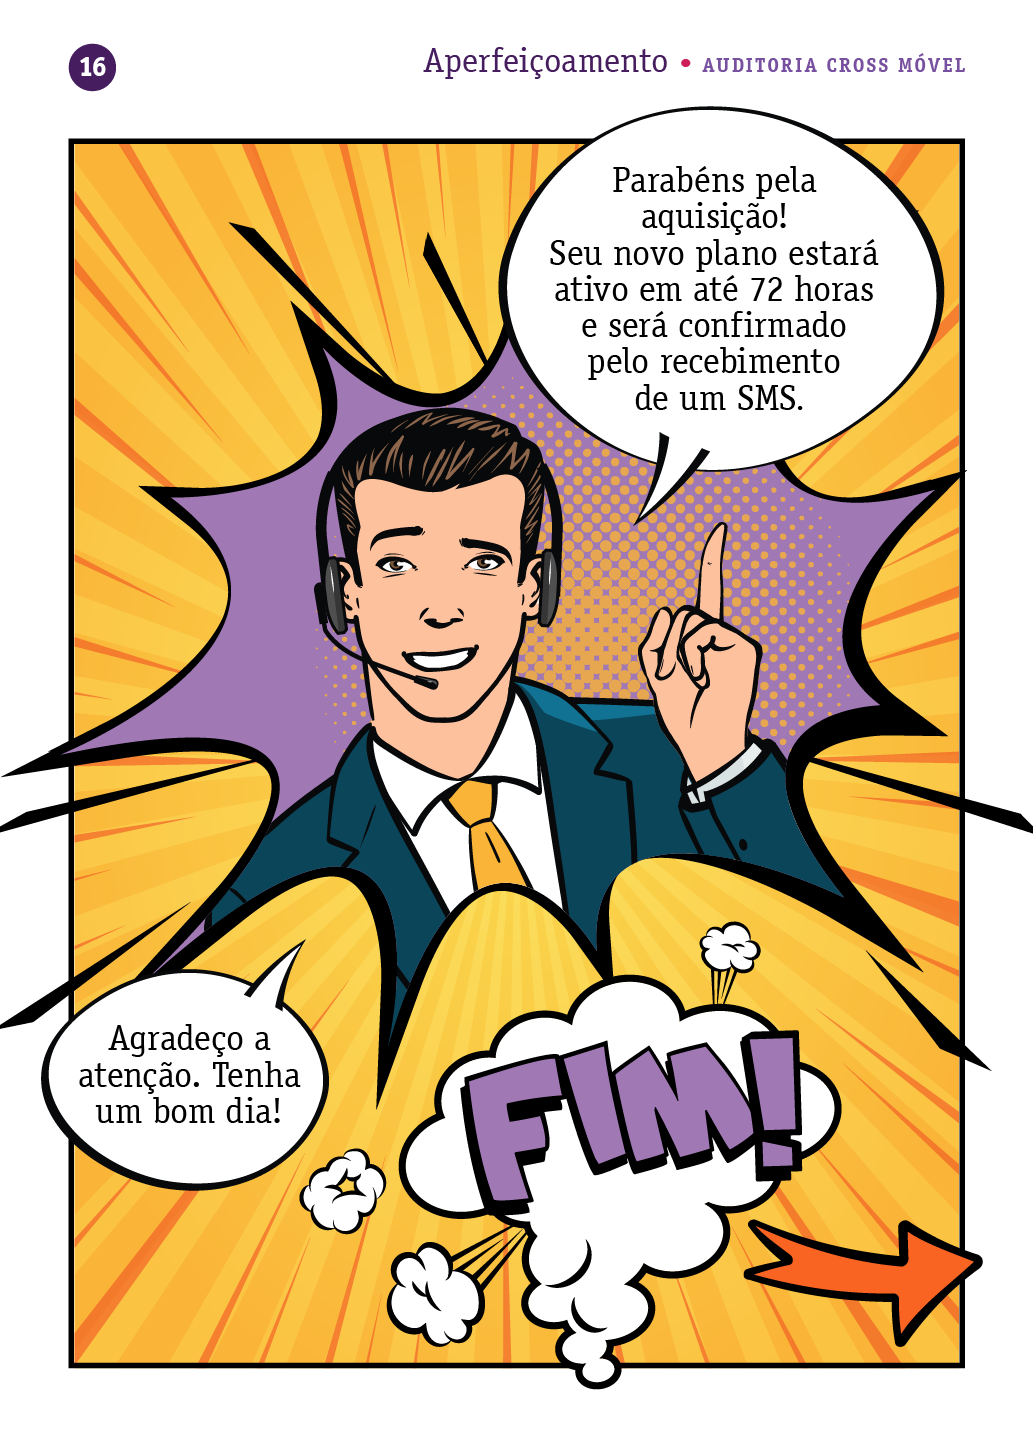 16
Aperfeiçoamento • AUDITORIA CROSS MÓVEL
Parabéns pela
aquisição!
Seu novo plano estará
ativo em até 72 horas
e será confirmado
pelo recebimento
de um SMS.
Agradeço a
atenção. Tenha
um bom dia!
FIM!